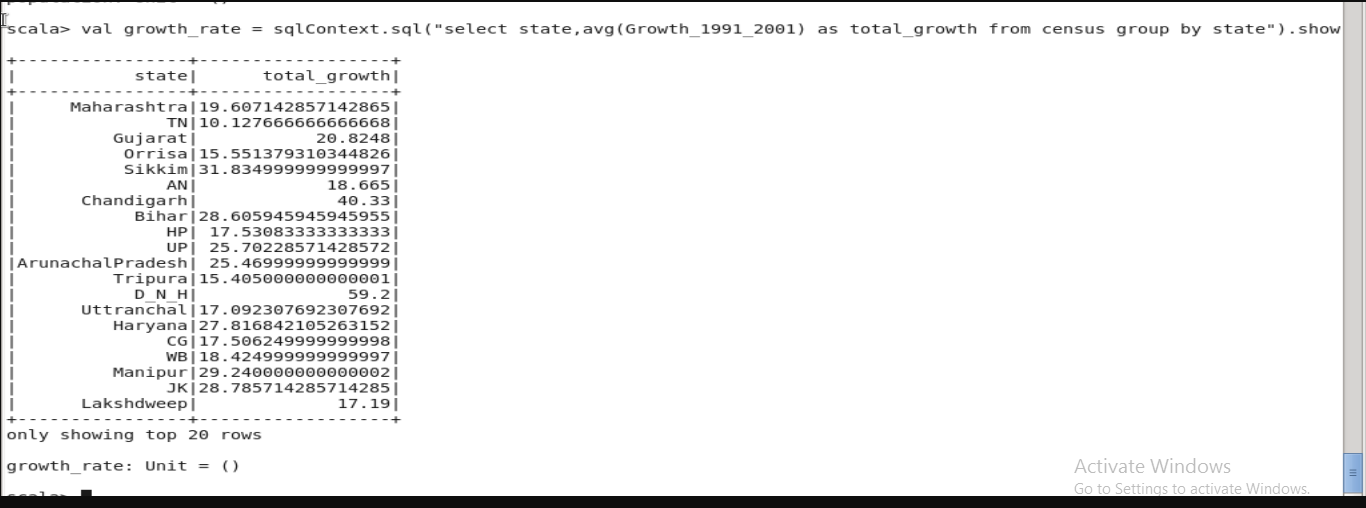 scala> val growth_rate = sqlContext.sql("select state,avg(Growth_1991_2001) as total_growth from census group by state").show
+----------------+------------------+
|           state|      total_growth|
+----------------+------------------+
|     Maharashtra|19.607142857142865|
|              TN|10.127666666666668|
|         Gujarat|           20.8248|
|          Orrisa|15.551379310344826|
|          Sikkim|31.834999999999997|
|              AN|            18.665|
|      Chandigarh|             40.33|
|           Bihar|28.605945945945955|
|              HP| 17.53083333333333|
|              UP| 25.70228571428572|
|ArunachalPradesh| 25.46999999999999|
|         Tripura|15.405000000000001|
|           D_N_H|              59.2|
|      Uttranchal|17.092307692307692|
|         Haryana|27.816842105263152|
|              CG|17.506249999999998|
|              WB|18.424999999999997|
|         Manipur|29.240000000000002|
|              JK|28.785714285714285|
|      Lakshdweep|             17.19|
+----------------+------------------+
only showing top 20 rows
growth_rate: Unit = ()
Activate Windows
Go to Settings to activate Windows.
scala>